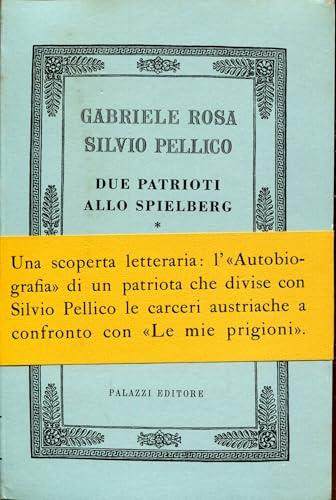 GABRIELE ROSA
SILVIO PELLICO
DUE PATRIOTI
ALLO SPIELBERG
*
Una scoperta letteraria: l'«Autobio-
grafia» di un patriota che divise con
Silvio Pellico le carceri austriache a
confronto con «Le mie prigioni».
PALAZZI EDITORE